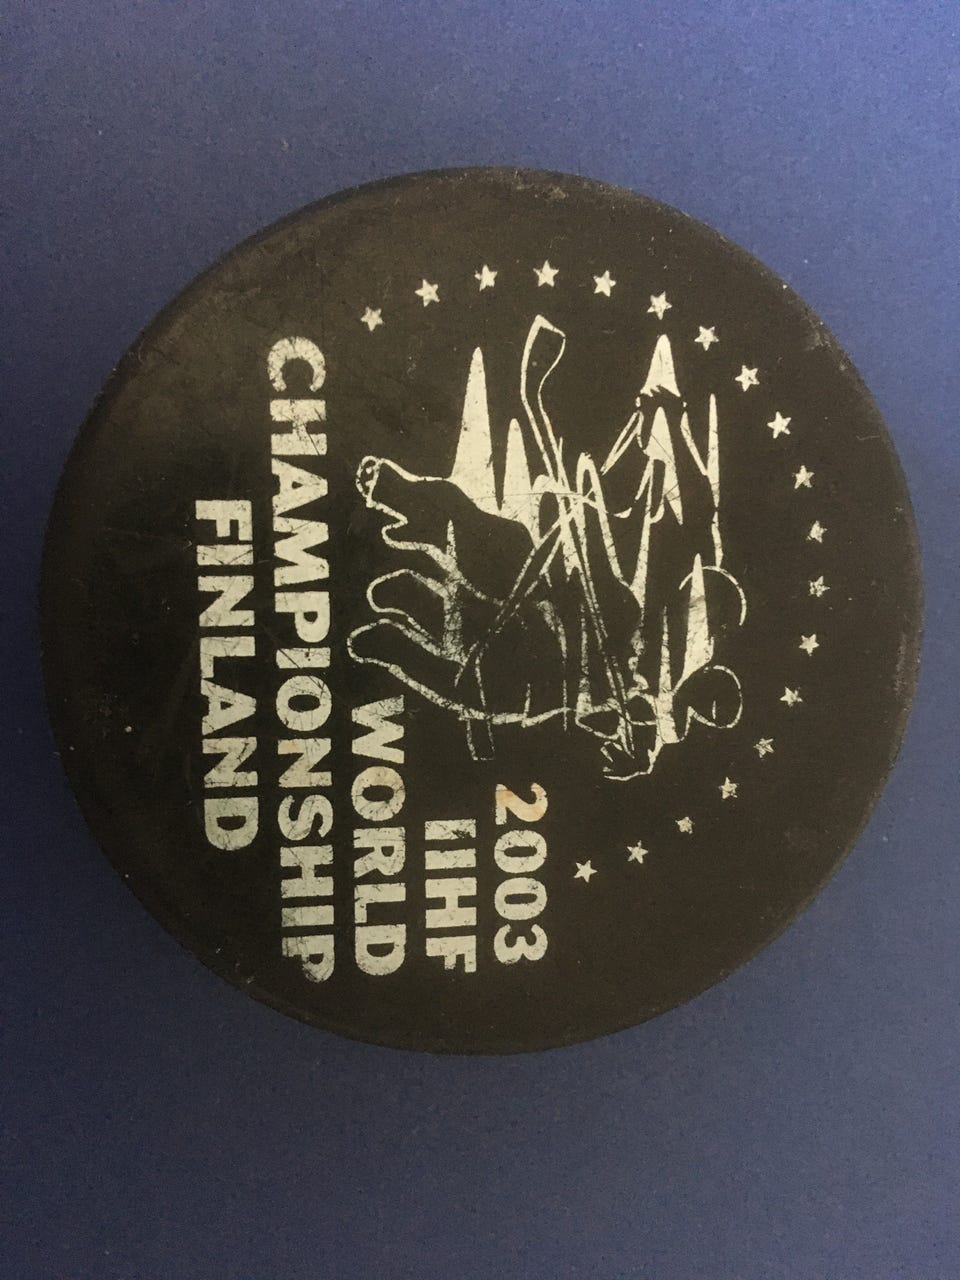 2003
IIHF
WORLD
CHAMPIONSHIP
FINLAND